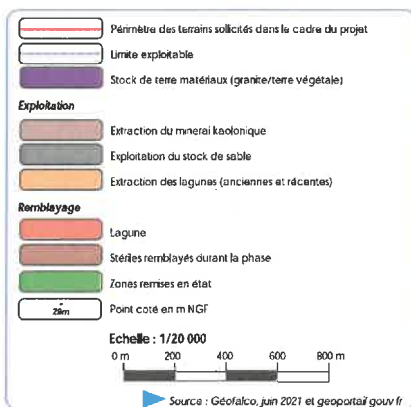 Périmètre des terrains sollicités dans le cadre du projet
Limite exploitable
Stock de terre matériaux (granite/terre végétale)
Exploitation
Extraction du minerai kaolonique
Exploitation du stock de sable
Extraction des lagunes (anciennes et récentes)
Remblayage
Lagune
Stériles remblayés durant la phase
Zones remises en état
29m Point coté en m NGF
Echelle : 1/20 000
0 m 200 400 600 800 m
Source : Géofalco, juin 2021 et geoportail gouv fr